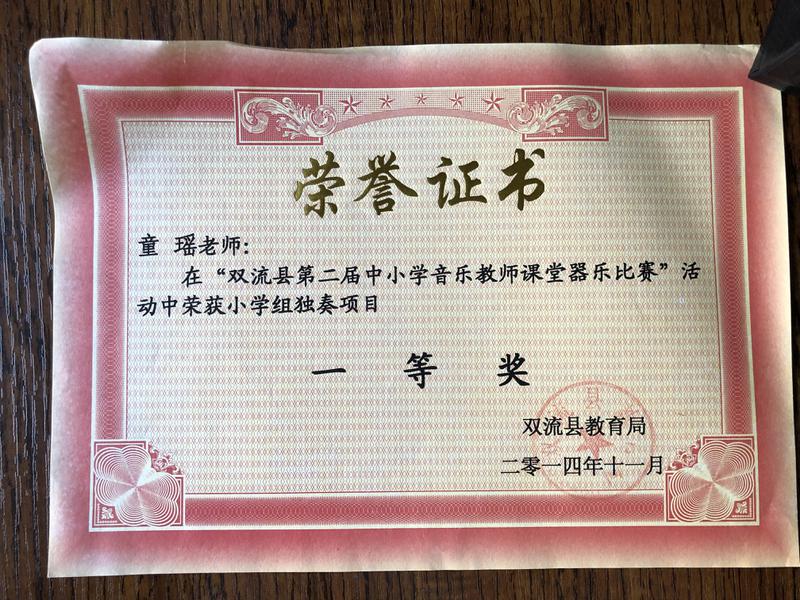 荣誉证书
童 瑶老师：
在“双流县第二届中小学音乐教师课堂器乐比赛”活
动中荣获小学组独奏项目
一 等 奖
双流县教育局
二零一四年十一月